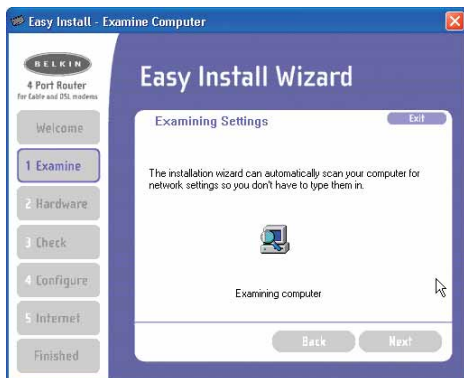 Easy Install - Examine Computer
BELKIN
4 Port Router
for Cable and DSL modems
Easy Install Wizard
Welcome
1 Examine
2 Hardware
3 Check
4 Configure
5 Internet
Finished
Examining Settings
Exit
The installation wizard can automatically scan your computer for
network settings so you don't have to type them in.
Examining computer
Back
Next